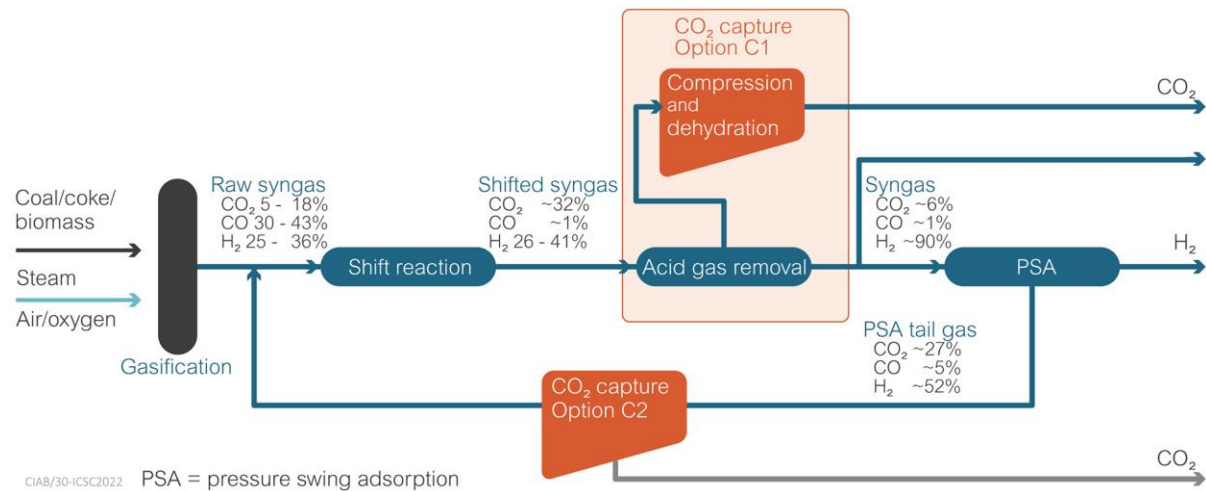 CO₂ capture
Option C1
Compression
and
dehydration
CO₂
Coal/coke/
biomass
Steam
Air/oxygen
Gasification
Raw syngas
CO₂ 5 - 18%
CO 30 - 43%
H₂ 25 - 36%
Shift reaction
Shifted syngas
CO₂ ~32%
CO ~1%
H₂ 26 - 41%
Acid gas removal
Syngas
CO₂ ~6%
CO ~1%
H₂ ~90%
PSA
H₂
PSA tail gas
CO₂ ~27%
CO ~5%
H₂ ~52%
CO₂ capture
Option C2
CO₂
CIAB/30-ICSC2022
PSA = pressure swing adsorption